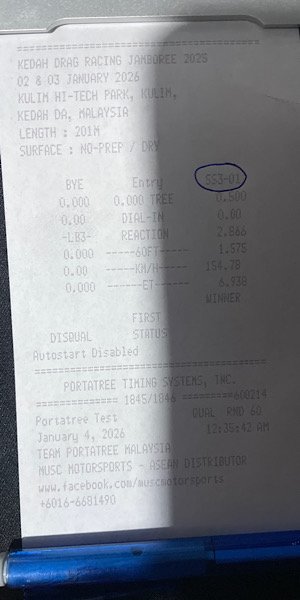 =====================================
KEDAH DRAG RACING JAMBOREE 2025
02 & 03 JANUARY 2026
KULIM HI-TECH PARK, KULIM,
KEDAH DA, MALAYSIA
LENGTH : 201M
SURFACE : NO-PREP / DRY
BYE Entry SS3-01
0.000 0.000 TREE 0.500
0.00 DIAL-IN 0.00
-LB3- REACTION 2.866
0.000 -----60FT------ 1.575
0.00 -----KM/H------ 154.78
0.000 ------ET------- 6.938
WINNER
FIRST
DISQUAL STATUS
Autostart Disabled
=====================================
PORTATREE TIMING SYSTEMS, INC.
============== 1845/1846 =========600214
Portatree Test QUAL RND 60
January 4, 2026 12:35:42 AM
TEAM PORTATREE MALAYSIA
MUSC MOTORSPORTS - ASEAN DISTRIBUTOR
www.facebook.com/muscmotorsports
+6016-6681490